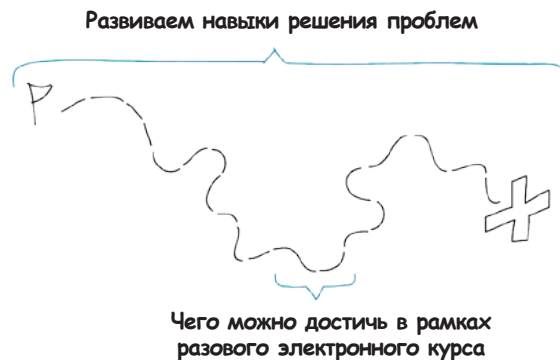 Развиваем навыки решения проблем
Чего можно достичь в рамках
разового электронного курса